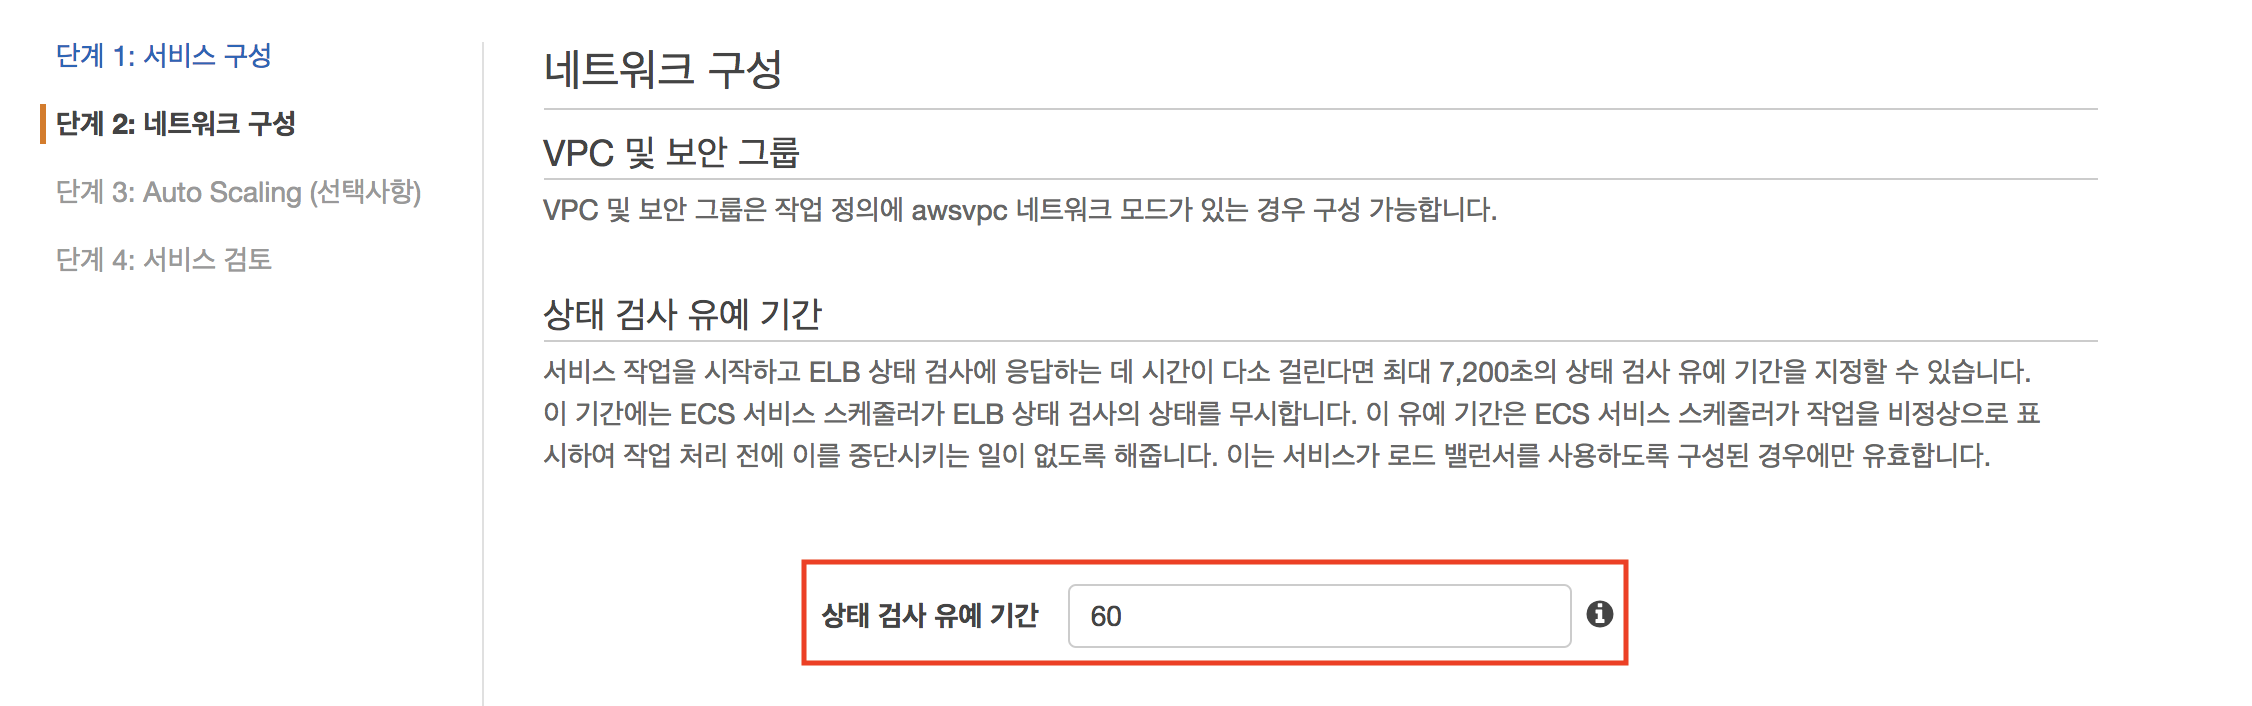 단계 1: 서비스 구성
단계 2: 네트워크 구성
단계 3: Auto Scaling (선택사항)
단계 4: 서비스 검토
네트워크 구성
VPC 및 보안 그룹
VPC 및 보안 그룹은 작업 정의에 awsvpc 네트워크 모드가 있는 경우 구성 가능합니다.
상태 검사 유예 기간
서비스 작업을 시작하고 ELB 상태 검사에 응답하는 데 시간이 다소 걸린다면 최대 7,200초의 상태 검사 유예 기간을 지정할 수 있습니다.
이 기간에는 ECS 서비스 스케줄러가 ELB 상태 검사의 상태를 무시합니다. 이 유예 기간은 ECS 서비스 스케줄러가 작업을 비정상으로 표
시하여 작업 처리 전에 이를 중단시키는 일이 없도록 해줍니다. 이는 서비스가 로드 밸런서를 사용하도록 구성된 경우에만 유효합니다.
상태 검사 유예 기간 60